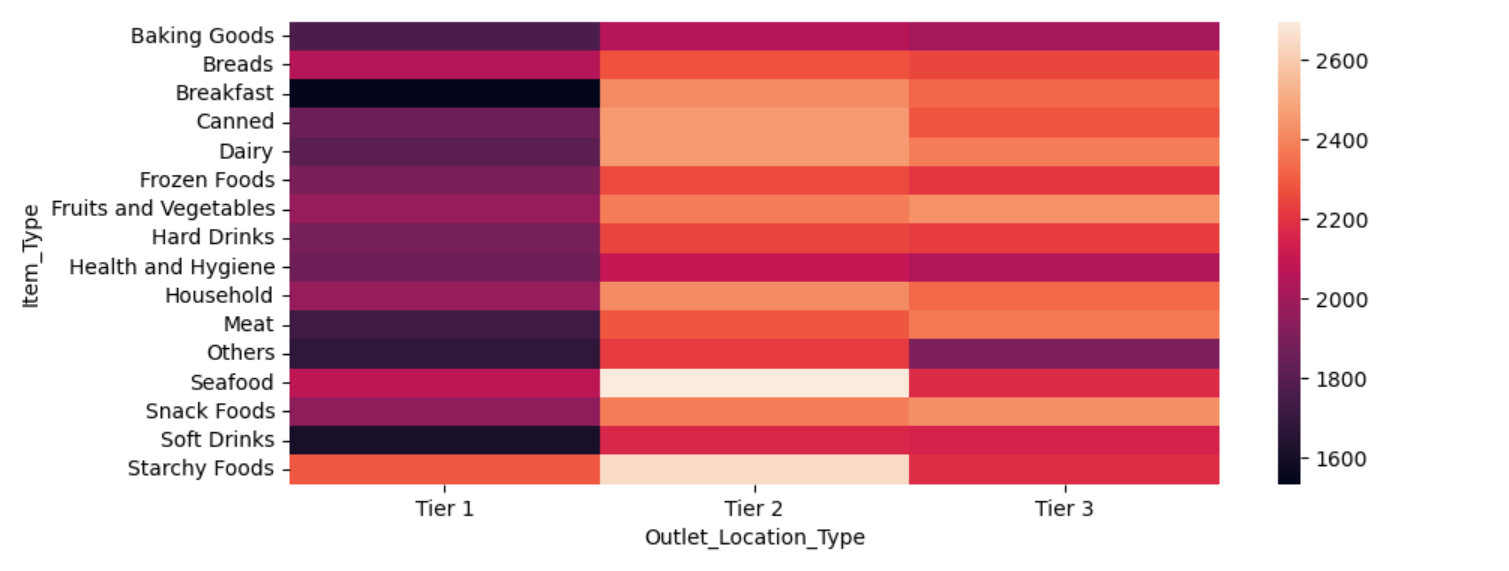 Baking Goods
Breads
Breakfast
Canned
Dairy
Frozen Foods
Fruits and Vegetables
Hard Drinks
Health and Hygiene
Household
Meat
Others
Seafood
Snack Foods
Soft Drinks
Starchy Foods
Item_Type
Tier 1
Tier 2
Tier 3
Outlet_Location_Type
2600
2400
2200
2000
1800
1600